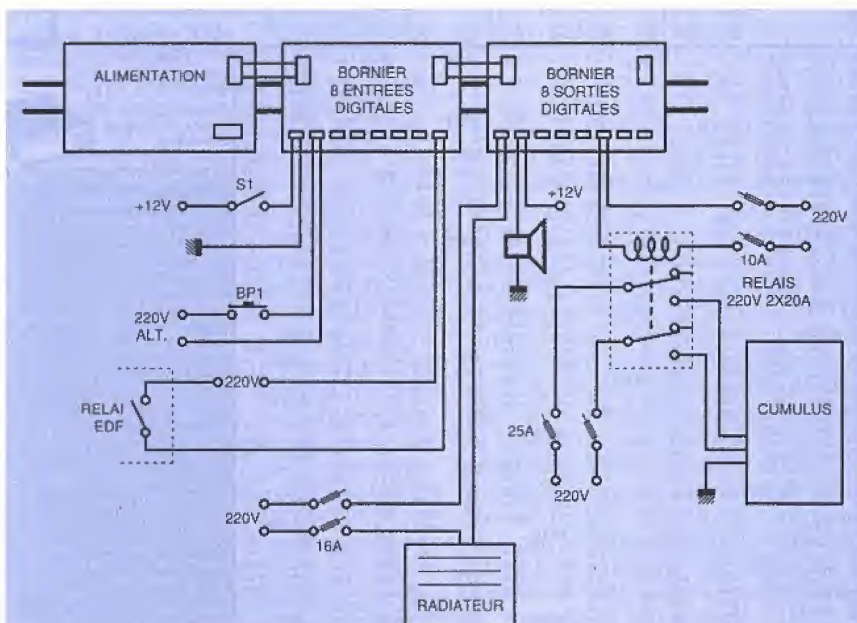 ALIMENTATION
BORNIER
8 ENTREES
DIGITALES
BORNIER
8 SORTIES
DIGITALES
S1
+12V
+12V
220V
10A
RELAIS
220V 2X20A
BP1
220V
ALT.
220V
RELAI
EDF
CUMULUS
25A
220V
220V
16A
RADIATEUR